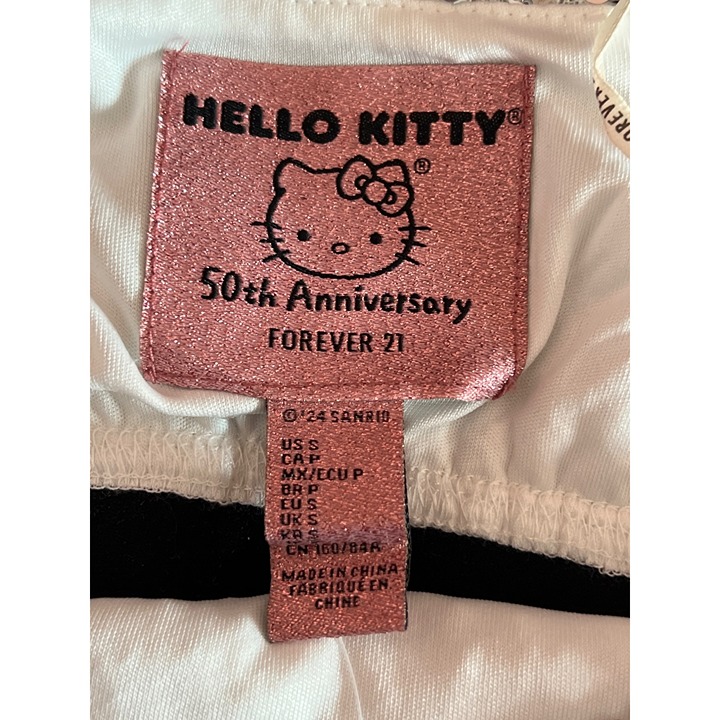 HELLO KITTY®
®
50th Anniversary
FOREVER 21
©'24 SANRIO
US S
CA P
MX/ECU P
BR P
EU S
UK S
KR S
CN 160/84A
MADE IN CHINA
FABRIQUÉ EN
CHINE